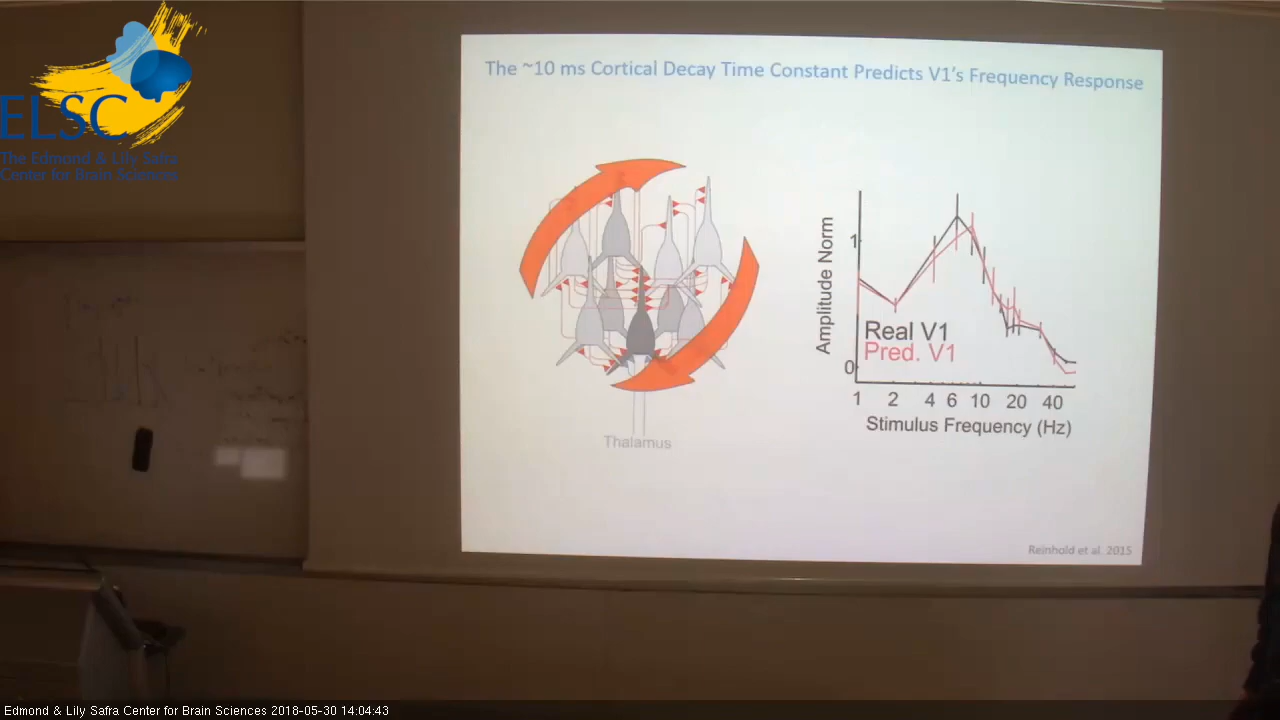 ELSC
The Edmond & Lily Safra
Center for Brain Sciences
The ~10 ms Cortical Decay Time Constant Predicts V1's Frequency Response
Thalamus
Amplitude Norm
1
0
Real V1
Pred. V1
1 2 4 6 10 20 40
Stimulus Frequency (Hz)
Reinhold et al. 2015
Edmond & Lily Safra Center for Brain Sciences 2018-05-30 14:04:43